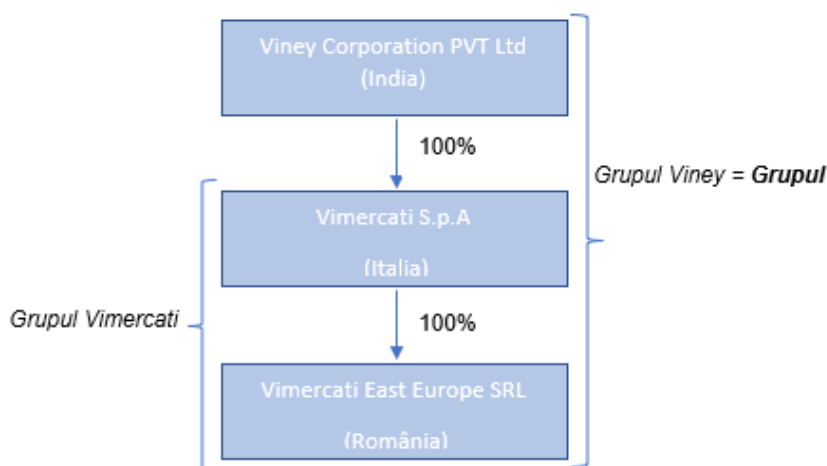 Viney Corporation PVT Ltd
(India)
100%
Grupul Viney = Grupul
Vimercati S.p.A
(Italia)
Grupul Vimercati
100%
Vimercati East Europe SRL
(România)